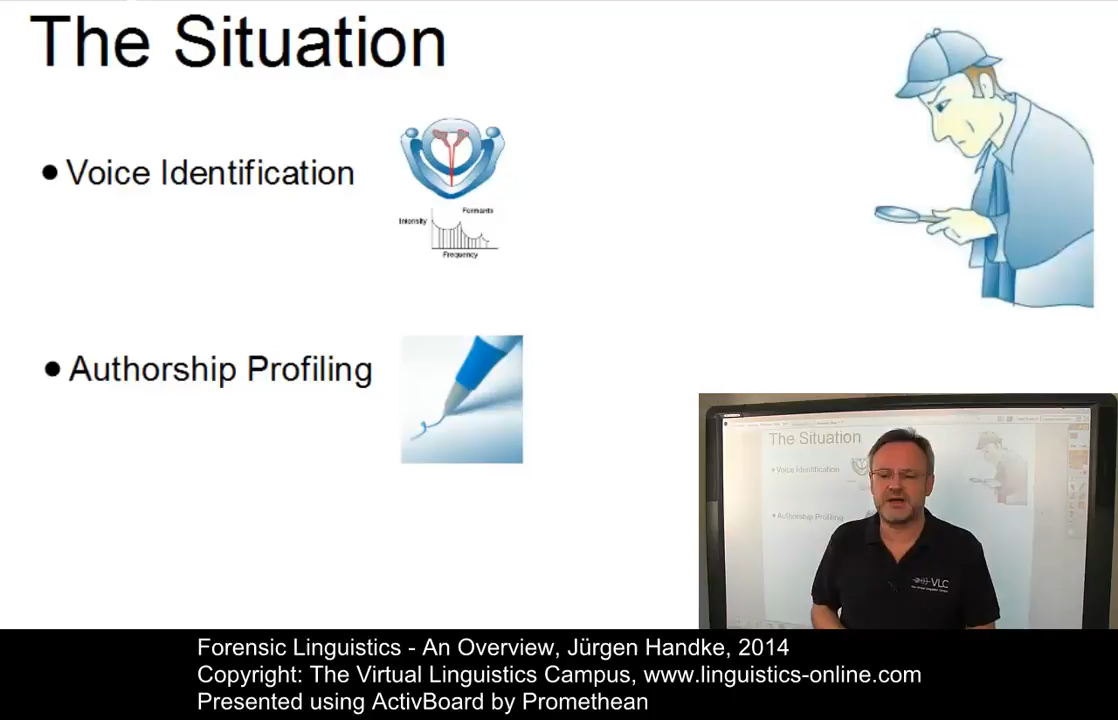 The Situation
• Voice Identification
Formants
Intensity
Frequency
• Authorship Profiling
The Situation
• Voice Identification
• Authorship Profiling
VLC
Forensic Linguistics - An Overview, Jürgen Handke, 2014
Copyright: The Virtual Linguistics Campus, www.linguistics-online.com
Presented using ActivBoard by Promethean